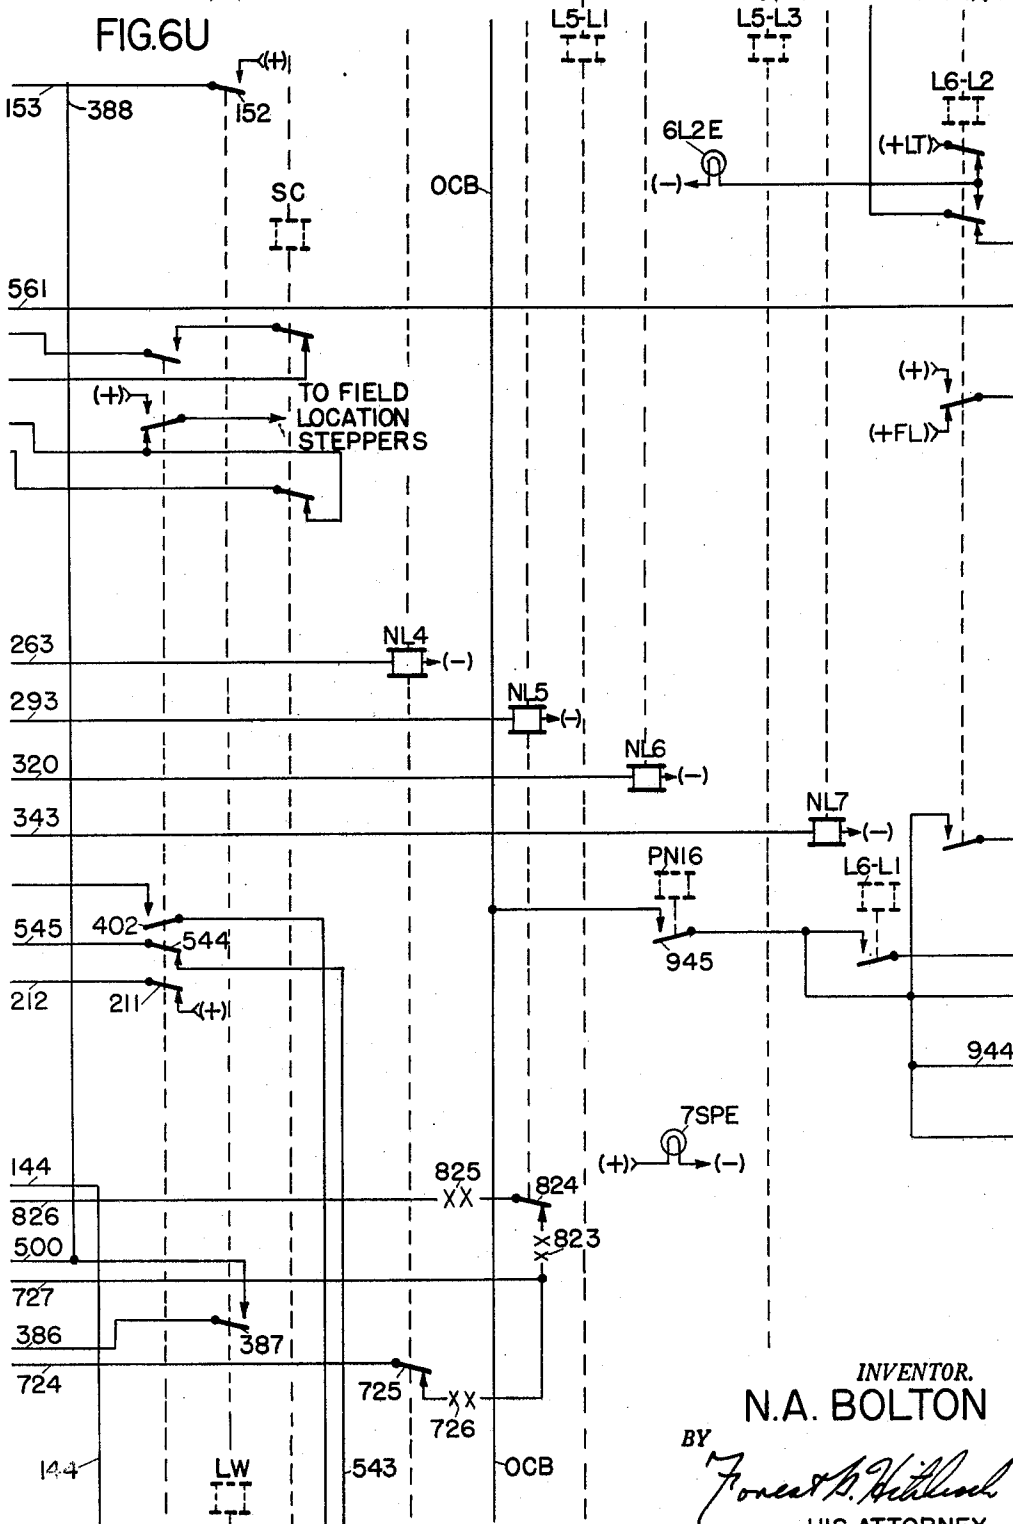 FIG.6U
L5-L1
L5-L3
(+)
153
388
152
L6-L2
6L2E
(+LT)
(-)
OCB
SC
561
(+)
TO FIELD
LOCATION
STEPPERS
(+)
(+FL)
263
NL4
(-)
293
NL5
(-)
320
NL6
(-)
343
NL7
(-)
PN16
L6-L1
402
545
544
945
212
211
(+)
944
7SPE
(+)
(-)
144
825
824
826
823
500
727
386
387
724
725
726
INVENTOR.
N.A. BOLTON
BY
144
LW
543
OCB
HIS ATTORNEY